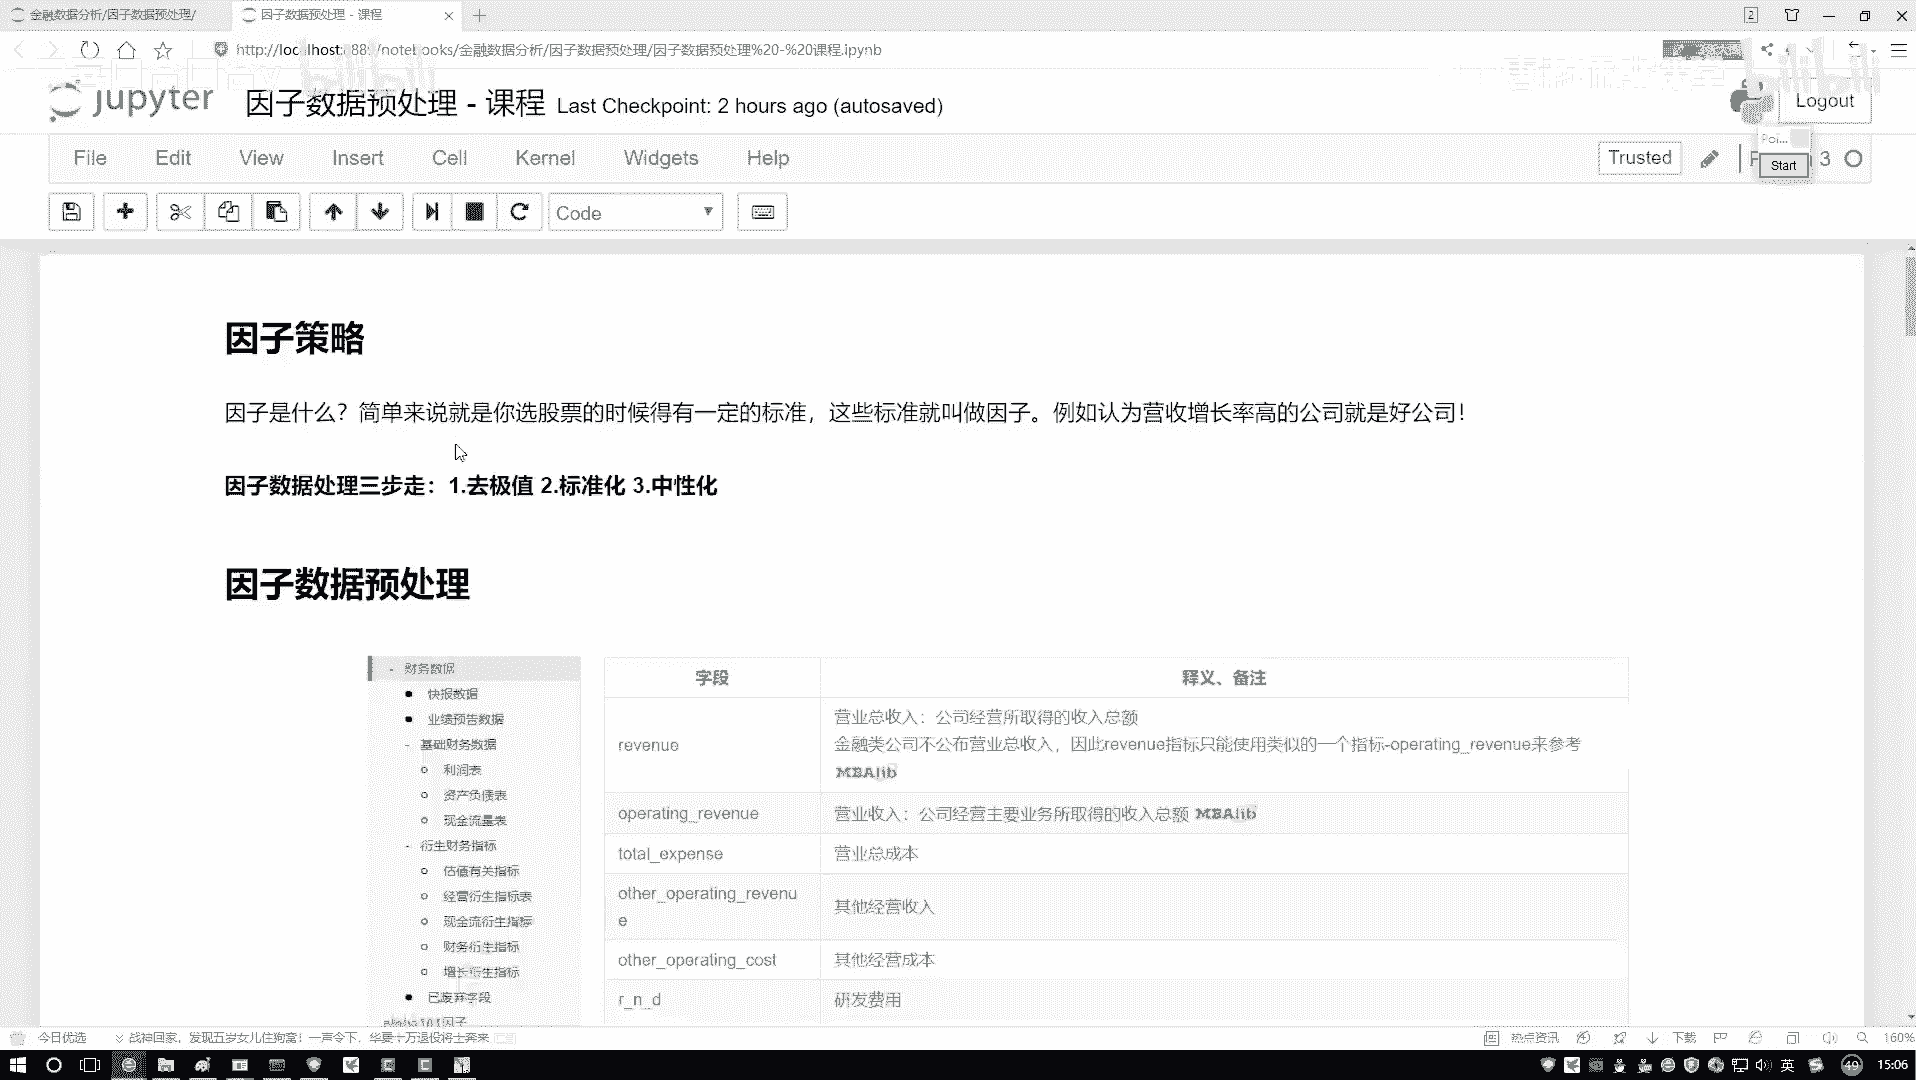 金融数据分析/因子数据预处理/
因子数据预处理 - 课程
2
/notebooks/金融数据分析/因子数据预处理/因子数据预处理%20-%20课程.ipynb
bilibili
jupyter
因子数据预处理 - 课程 Last Checkpoint: 2 hours ago (autosaved)
Logout
File Edit View Insert Cell Kernel Widgets Help
Trusted
3
Poi...
Start
Code
因子策略
因子是什么？简单来说就是你选股票的时候得有一定的标准，这些标准就叫做因子。例如认为营收增长率高的公司就是好公司！
因子数据处理三步走：1.去极值 2.标准化 3.中性化
因子数据预处理
- 财务数据
快报数据
业绩预告数据
- 基础财务数据
利润表
资产负债表
现金流量表
- 衍生财务指标
估值有关指标
经营衍生指标表
现金流衍生指标
财务衍生指标
增长衍生指标
已废弃字段
字段 释义、备注
revenue
营业总收入：公司经营所取得的收入总额
金融类公司不公布营业总收入，因此revenue指标只能使用类似的一个指标-operating_revenue来参考
MBAlib
operating_revenue 营业收入：公司经营主要业务所取得的收入总额 MBAlib
total_expense 营业总成本
other_operating_revenu
e
其他经营收入
other_operating_cost 其他经营成本
r_n_d 研发费用
今日优选
战神回家，发现五岁女儿住狗窝！一声令下，华夏十万退役将士奔来
热点资讯
下载
160%
英
49
15:06